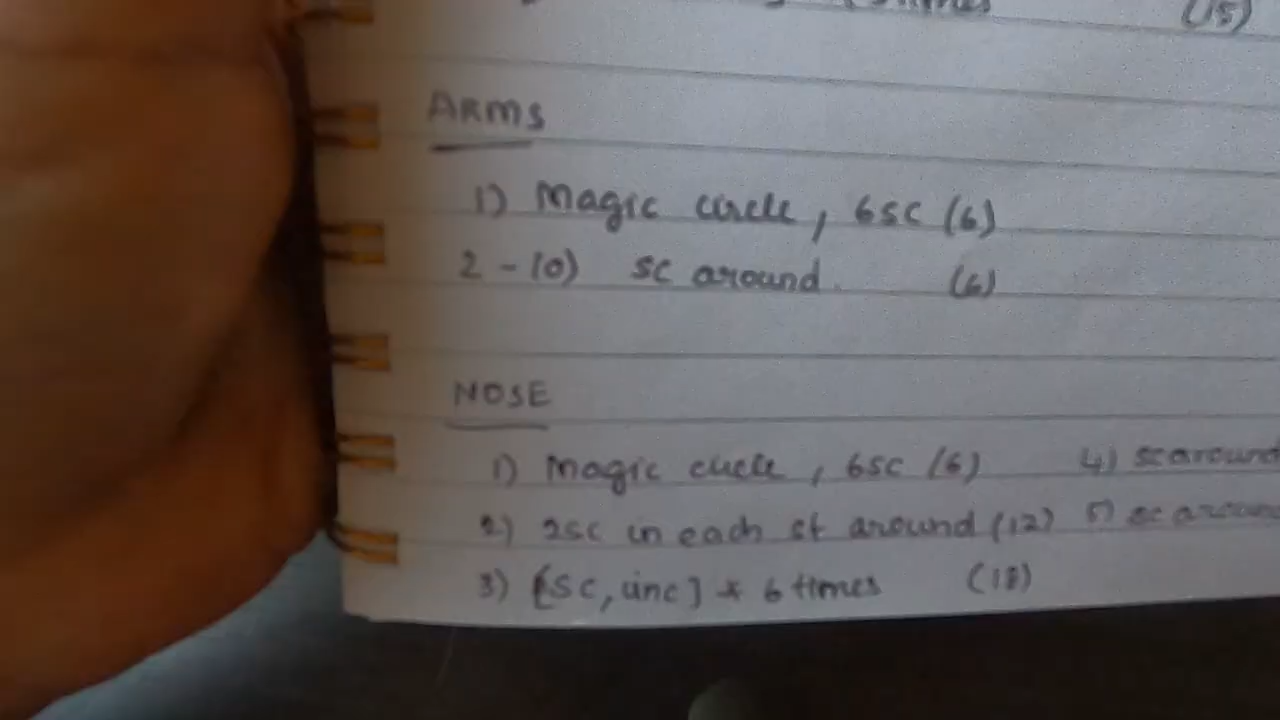 times (15)
ARMS
1) Magic circle, 6sc (6)
2-10) sc around. (6)
NOSE
1) Magic circle, 6sc (6) 4) sc around
2) 2sc in each st around (12) 5) sc around
3) [sc, inc] * 6 times (18)